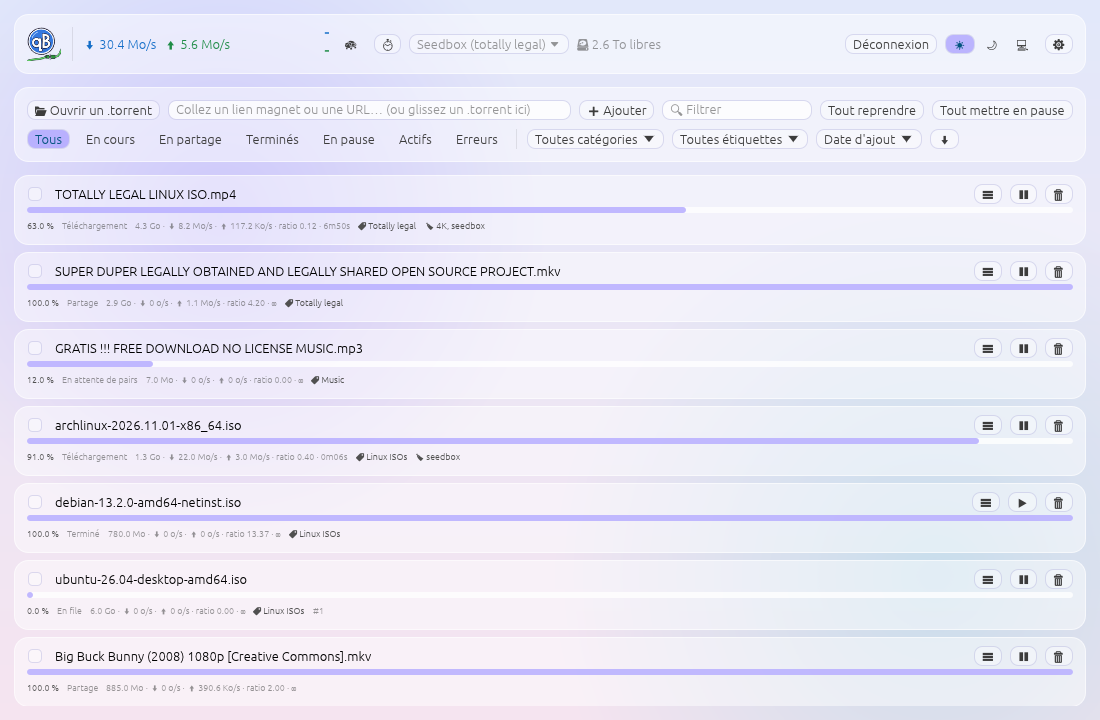 qB 30.4 Mo/s 5.6 Mo/s - - Seedbox (totally legal) 2.6 To libres Déconnexion
Ouvrir un .torrent Collez un lien magnet ou une URL… (ou glissez un .torrent ici) Ajouter Filtrer Tout reprendre Tout mettre en pause
Tous En cours En partage Terminés En pause Actifs Erreurs Toutes catégories Toutes étiquettes Date d'ajout
TOTALLY LEGAL LINUX ISO.mp4
63.0 % Téléchargement 4.3 Go · 8.2 Mo/s · 117.2 Ko/s · ratio 0.12 · 6m50s Totally legal 4K, seedbox
SUPER DUPER LEGALLY OBTAINED AND LEGALLY SHARED OPEN SOURCE PROJECT.mkv
100.0 % Partage 2.9 Go · 0 o/s · 1.1 Mo/s · ratio 4.20 · ∞ Totally legal
GRATIS !!! FREE DOWNLOAD NO LICENSE MUSIC.mp3
12.0 % En attente de pairs 7.0 Mo · 0 o/s · 0 o/s · ratio 0.00 · ∞ Music
archlinux-2026.11.01-x86_64.iso
91.0 % Téléchargement 1.3 Go · 22.0 Mo/s · 3.0 Mo/s · ratio 0.40 · 0m06s Linux ISOs seedbox
debian-13.2.0-amd64-netinst.iso
100.0 % Terminé 780.0 Mo · 0 o/s · 0 o/s · ratio 13.37 · ∞ Linux ISOs
ubuntu-26.04-desktop-amd64.iso
0.0 % En file 6.0 Go · 0 o/s · 0 o/s · ratio 0.00 · ∞ Linux ISOs #1
Big Buck Bunny (2008) 1080p [Creative Commons].mkv
100.0 % Partage 885.0 Mo · 0 o/s · 390.6 Ko/s · ratio 2.00 · ∞